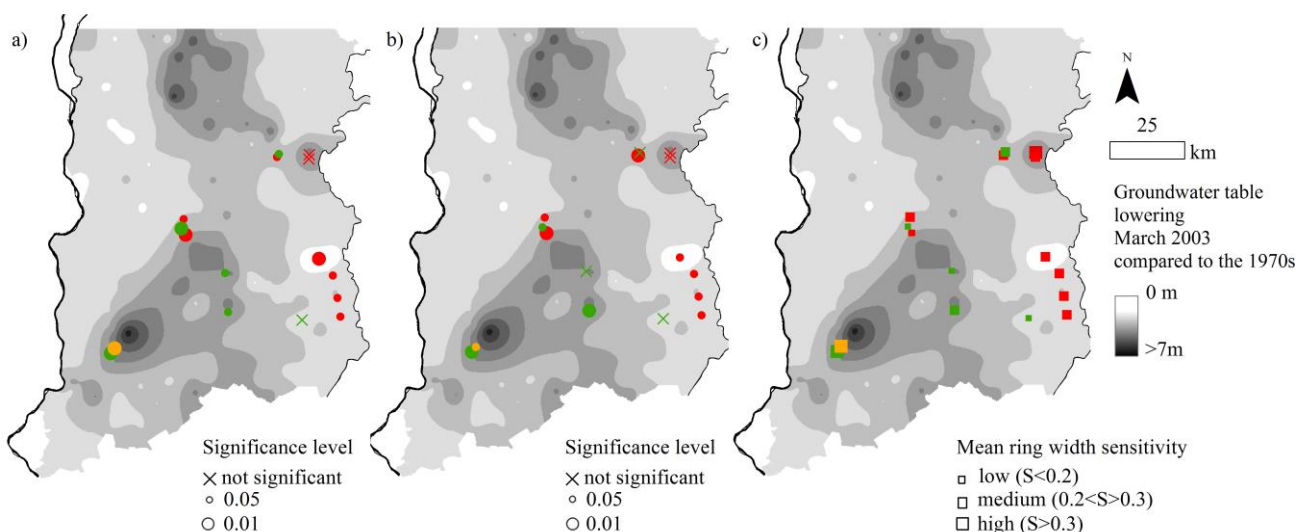 a)
b)
c)
N
25
km
Groundwater table
lowering
March 2003
compared to the 1970s
0 m
>7m
Significance level
not significant
0.05
0.01
Significance level
not significant
0.05
0.01
Mean ring width sensitivity
low (S<0.2)
medium (0.2<S>0.3)
high (S>0.3)